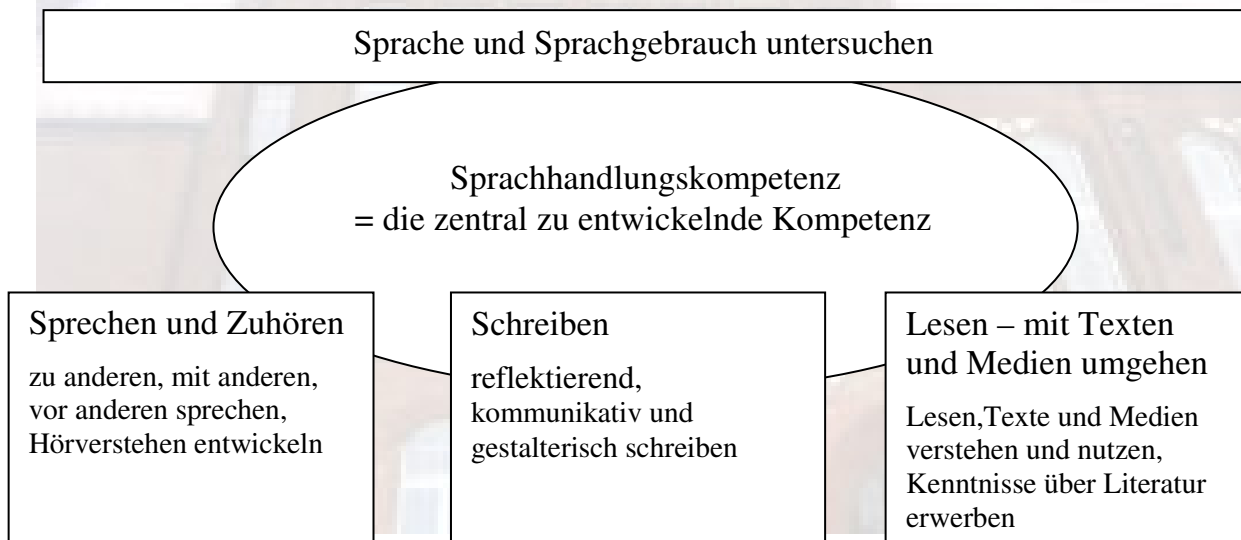 Sprache und Sprachgebrauch untersuchen
Sprachhandlungskompetenz
= die zentral zu entwickelnde Kompetenz
Sprechen und Zuhören
zu anderen, mit anderen,
vor anderen sprechen,
Hörverstehen entwickeln
Schreiben
reflektierend,
kommunikativ und
gestalterisch schreiben
Lesen – mit Texten
und Medien umgehen
Lesen,Texte und Medien
verstehen und nutzen,
Kenntnisse über Literatur
erwerben